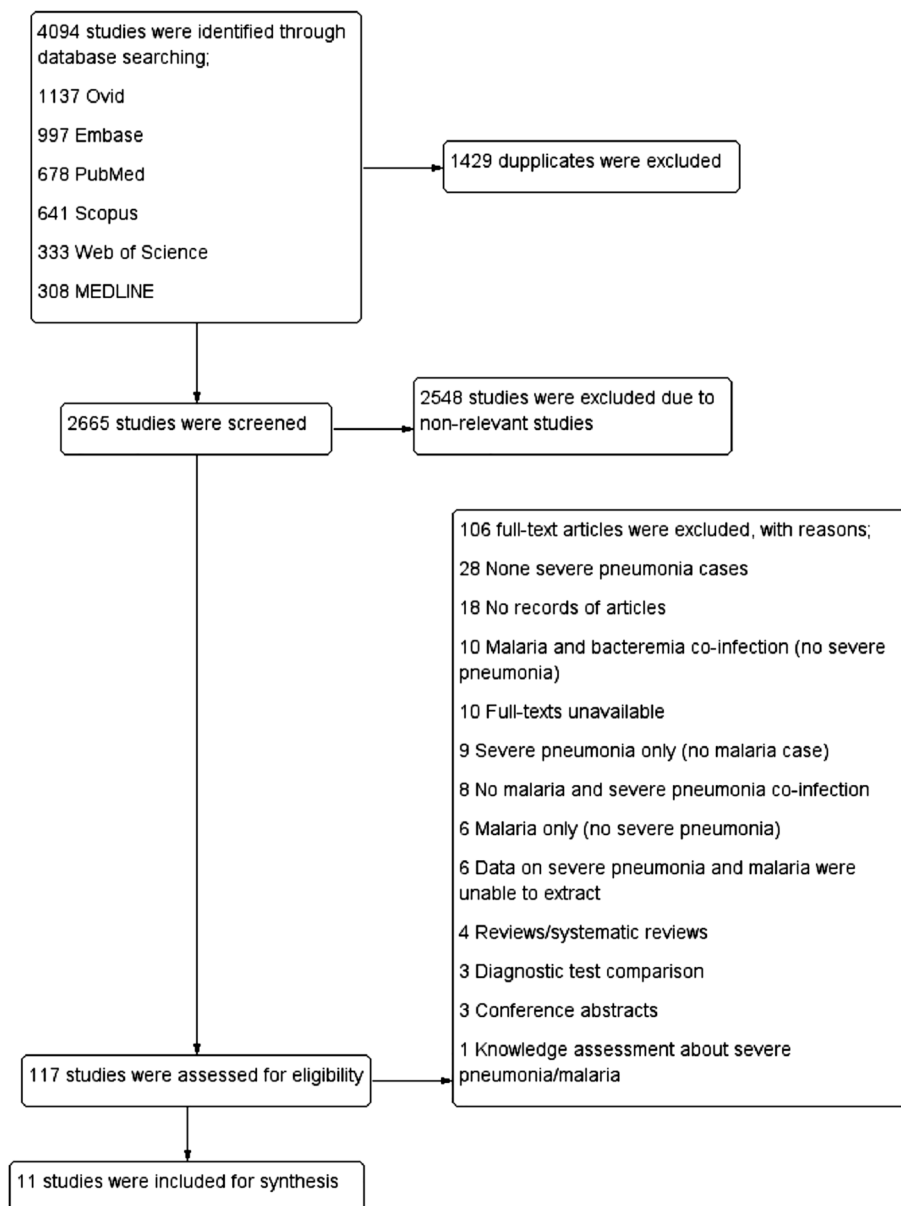 4094 studies were identified through
database searching;
1137 Ovid
997 Embase
678 PubMed
641 Scopus
333 Web of Science
308 MEDLINE
1429 dupplicates were excluded
2665 studies were screened
2548 studies were excluded due to
non-relevant studies
106 full-text articles were excluded, with reasons;
28 None severe pneumonia cases
18 No records of articles
10 Malaria and bacteremia co-infection (no severe
pneumonia)
10 Full-texts unavailable
9 Severe pneumonia only (no malaria case)
8 No malaria and severe pneumonia co-infection
6 Malaria only (no severe pneumonia)
6 Data on severe pneumonia and malaria were
unable to extract
4 Reviews/systematic reviews
3 Diagnostic test comparison
3 Conference abstracts
1 Knowledge assessment about severe
pneumonia/malaria
117 studies were assessed for eligibility
11 studies were included for synthesis